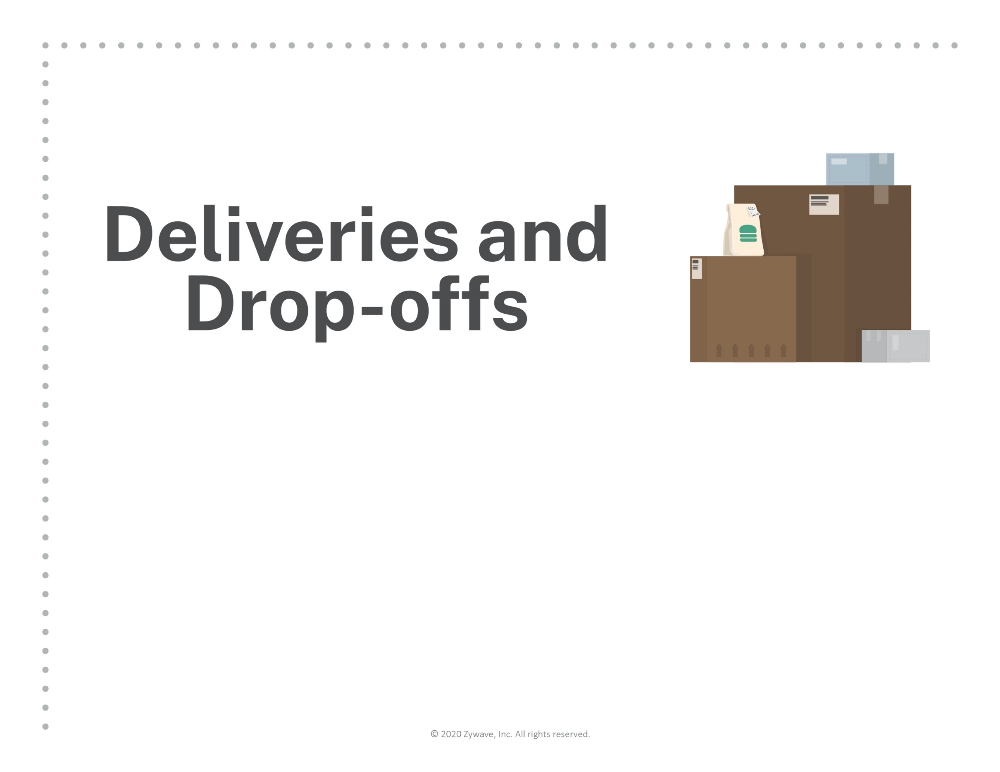 Deliveries and
Drop-offs
© 2020 Zywave, Inc. All rights reserved.